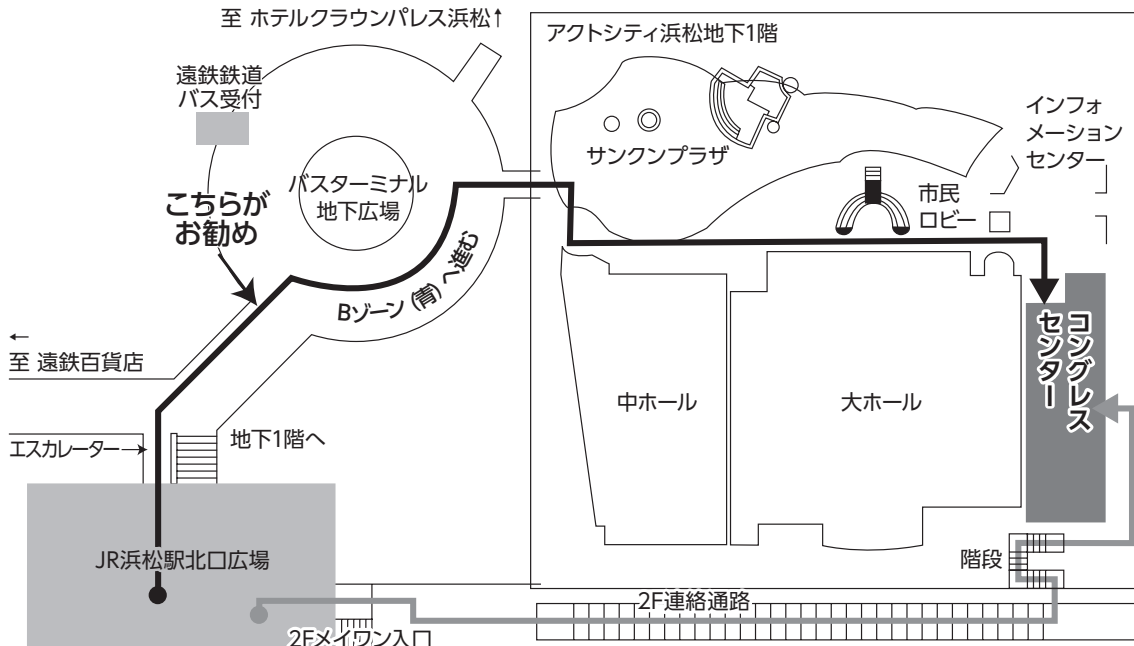 至 ホテルクラウンパレス浜松↑
アクトシティ浜松地下1階
遠鉄鉄道
バス受付
インフォ
メーション
センター
サンクンプラザ
バスターミナル
地下広場
こちらが
お勧め
市民
ロビー
Bゾーン(青)へ進む
←
至 遠鉄百貨店
コングレス
センター
中ホール
大ホール
エスカレーター→
地下1階へ
JR浜松駅北口広場
階段
2F連絡通路
2Fメイワン入口